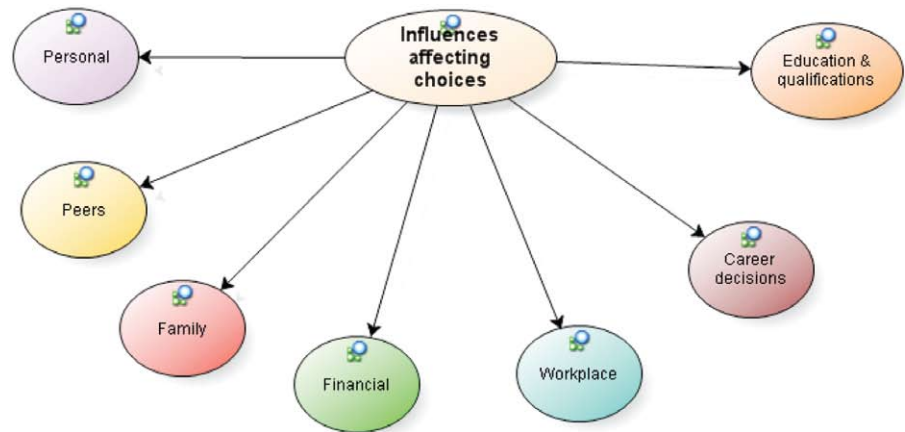 Influences
affecting
choices
Personal
Education &
qualifications
Peers
Career
decisions
Family
Financial
Workplace